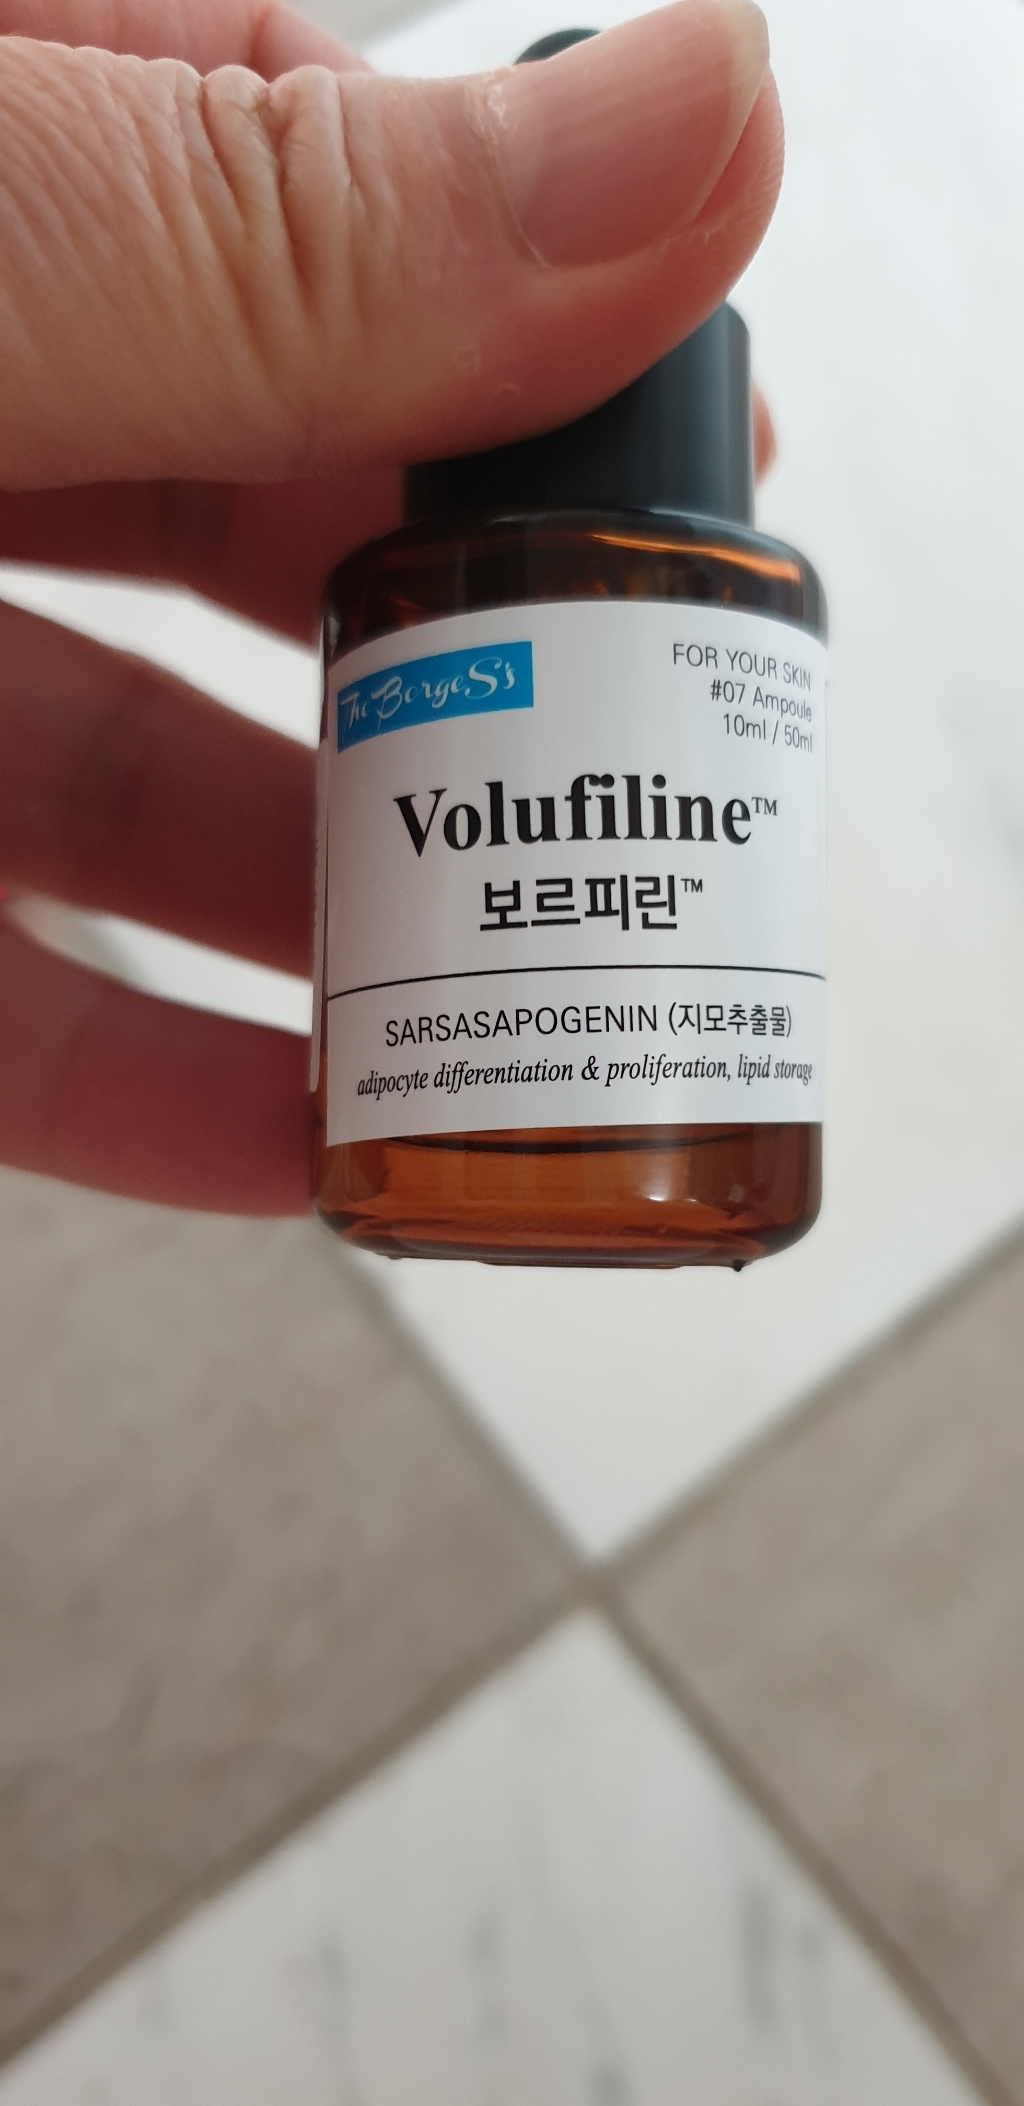 The BorgeS's
FOR YOUR SKIN
#07 Ampoule
10ml / 50ml
Volufiline™
보르피린™
SARSASAPOGENIN (지모추출물)
adipocyte differentiation & proliferation, lipid storage